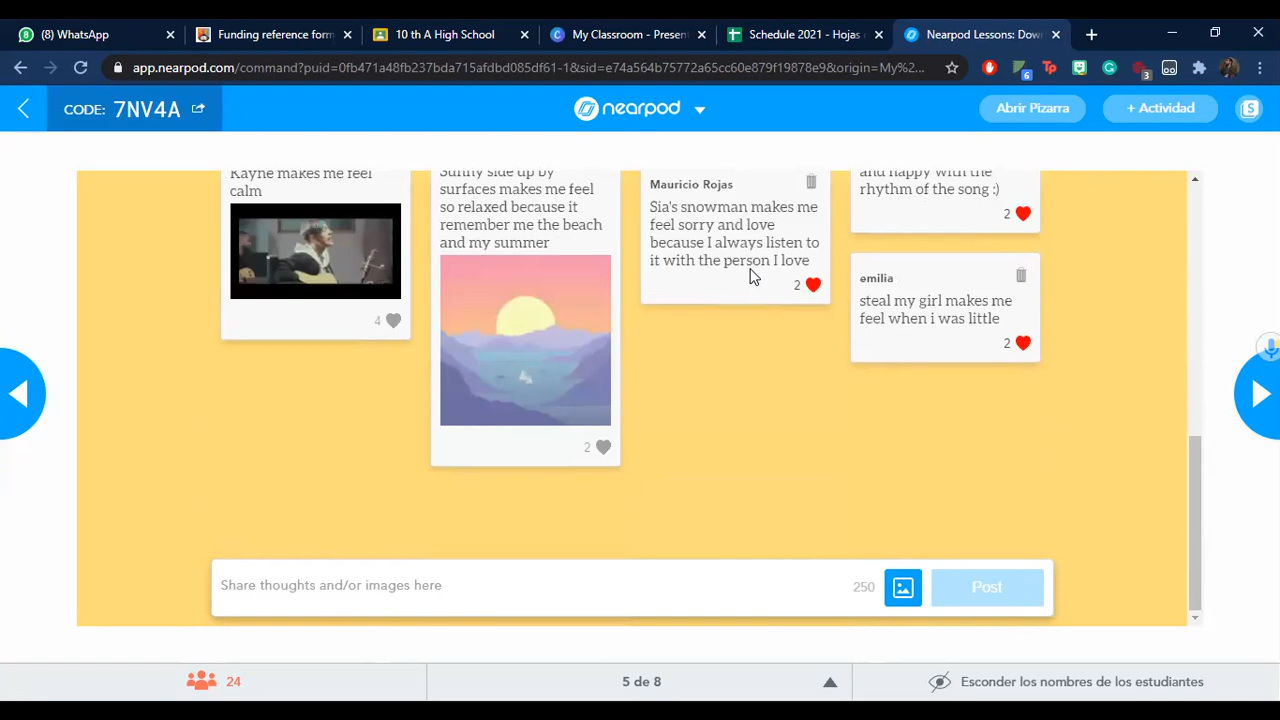 (8) WhatsApp
Funding reference form
10 th A High School
My Classroom - Present
Schedule 2021 - Hojas
Nearpod Lessons: Dow
app.nearpod.com/command?puid=0fb471a48fb237bda715afdbd085df61-1&sid=e74a564b75772a65cc60e879f19878e9&origin=My%2...
6
3
CODE: 7NV4A
nearpod
Abrir Pizarra
+ Actividad
S
Kayne makes me feel
calm
4
Sunny side up by
surfaces makes me feel
so relaxed because it
remember me the beach
and my summer
2
Mauricio Rojas
Sia's snowman makes me
feel sorry and love
because I always listen to
it with the person I love
2
and happy with the
rhythm of the song :)
2
emilia
steal my girl makes me
feel when i was little
2
Share thoughts and/or images here
250
Post
24
5 de 8
Esconder los nombres de los estudiantes